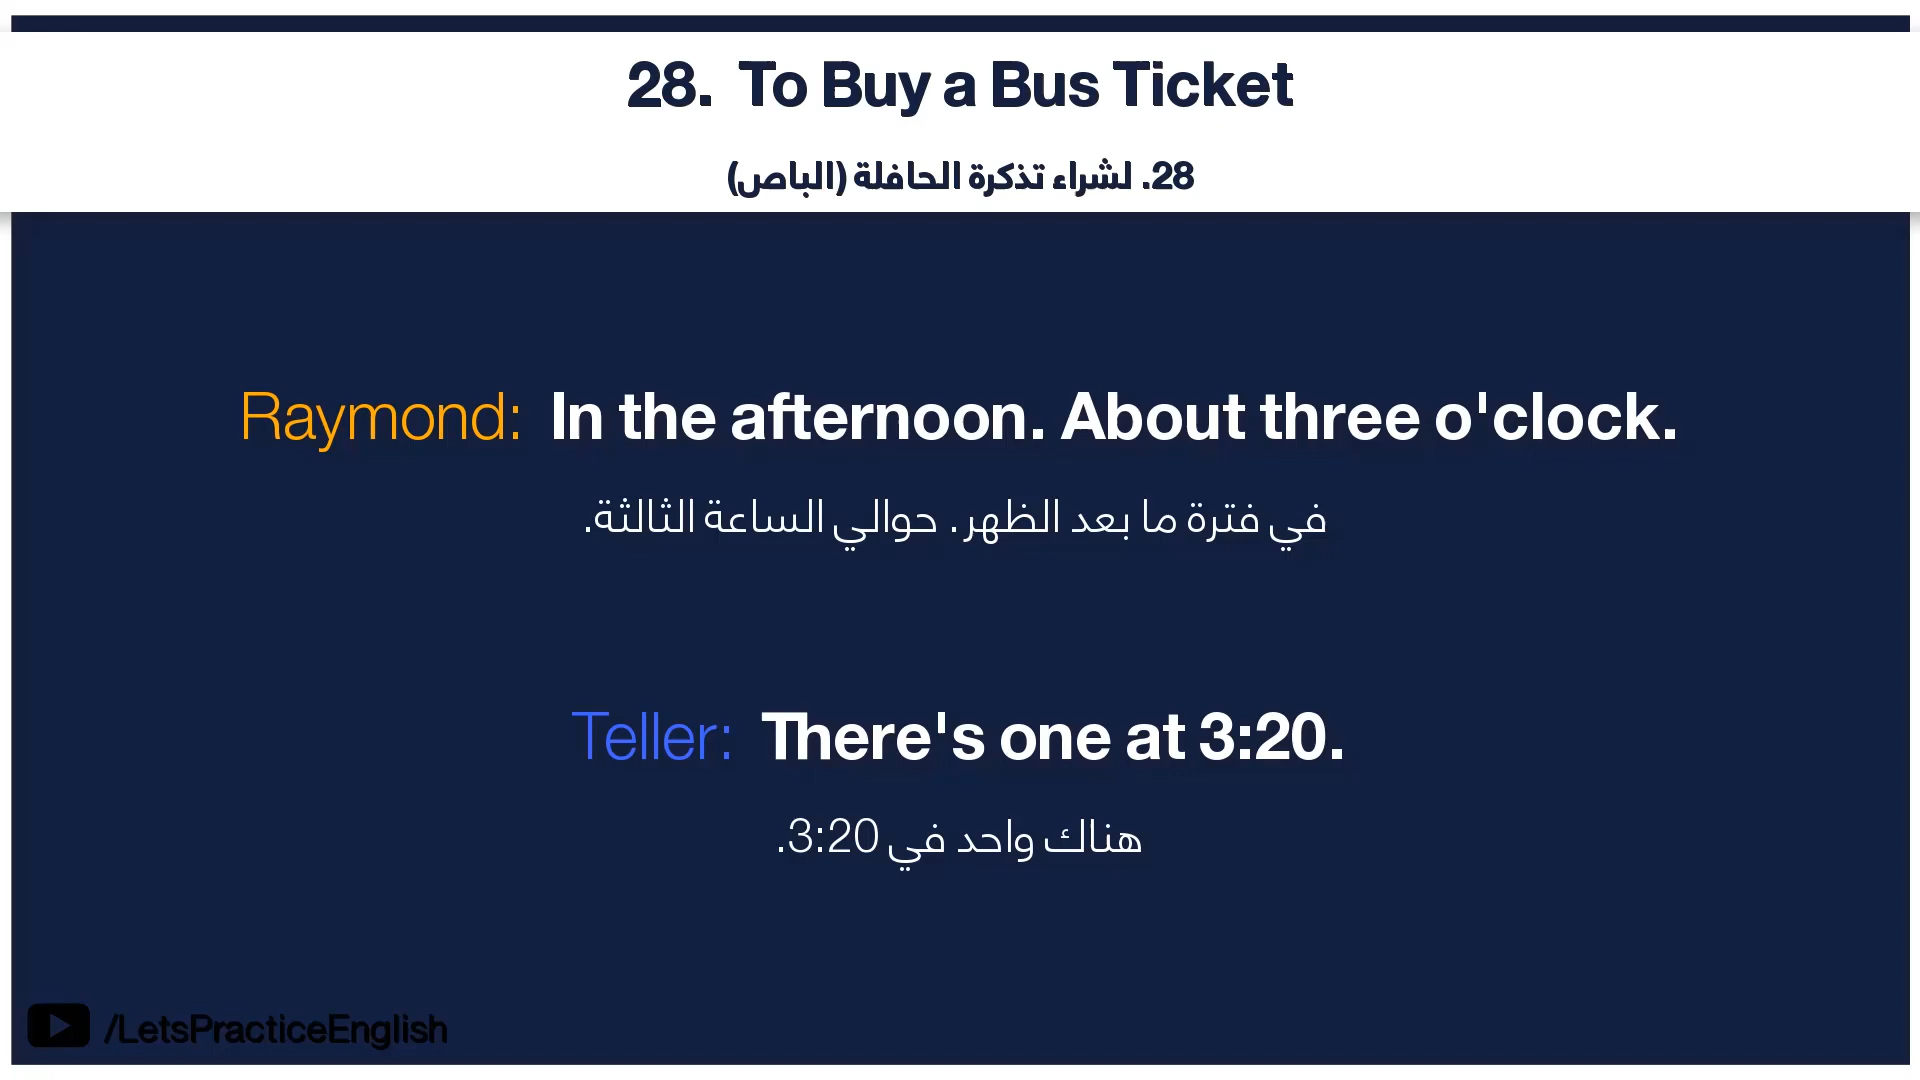 28. To Buy a Bus Ticket
28. لشراء تذكرة الحافلة (الباص)
Raymond: In the afternoon. About three o'clock.
في فترة ما بعد الظهر. حوالي الساعة الثالثة.
Teller: There's one at 3:20.
هناك واحد في 3:20.
/LetsPracticeEnglish